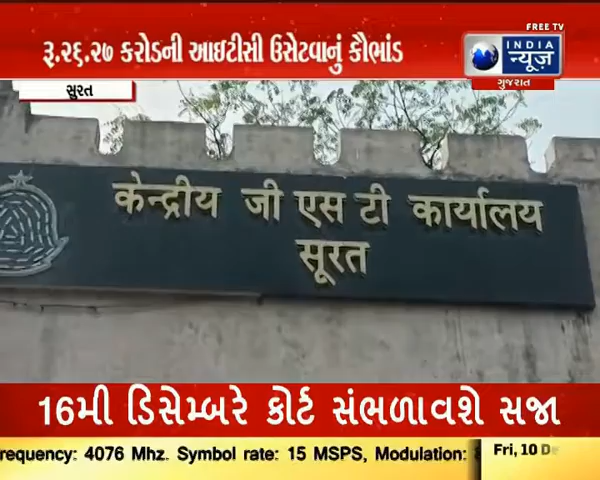 FREE TV
રૂ.૨૬.૨૭ કરોડની આઇટીસી ઉસેટવાનું કૌભાંડ
INDIA
ન્યૂઝ
ગુજરાત
સુરત
केन्द्रीय जी एस टी कार्यालय
सूरत
16મી ડિસેમ્બરે કોર્ટ સંભળાવશે સજા
requency: 4076 Mhz. Symbol rate: 15 MSPS, Modulation:
Fri, 10 De